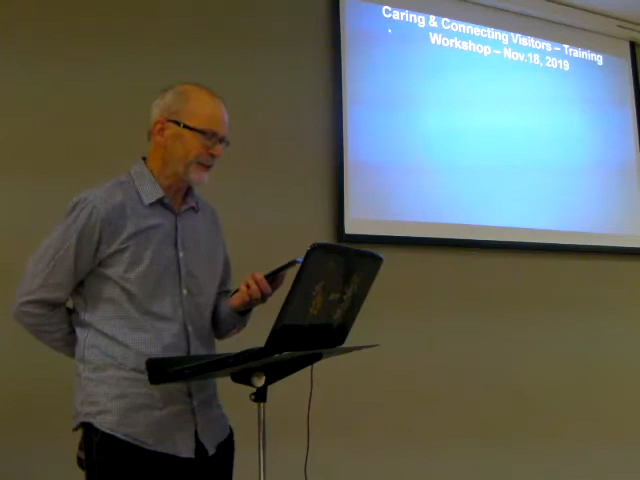 Caring & Connecting Visitors – Training
Workshop – Nov.18, 2019